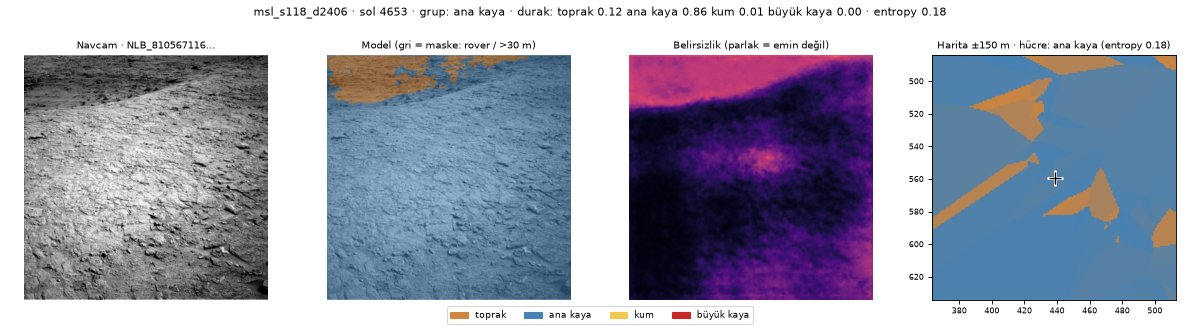 msl_s118_d2406 · sol 4653 · grup: ana kaya · durak: toprak 0.12 ana kaya 0.86 kum 0.01 büyük kaya 0.00 · entropy 0.18
Navcam · NLB_810567116...
Model (gri = maske: rover / >30 m)
Belirsizlik (parlak = emin değil)
Harita ±150 m · hücre: ana kaya (entropy 0.18)
500
520
540
560
580
600
620
380 400 420 440 460 480 500
toprak ana kaya kum büyük kaya